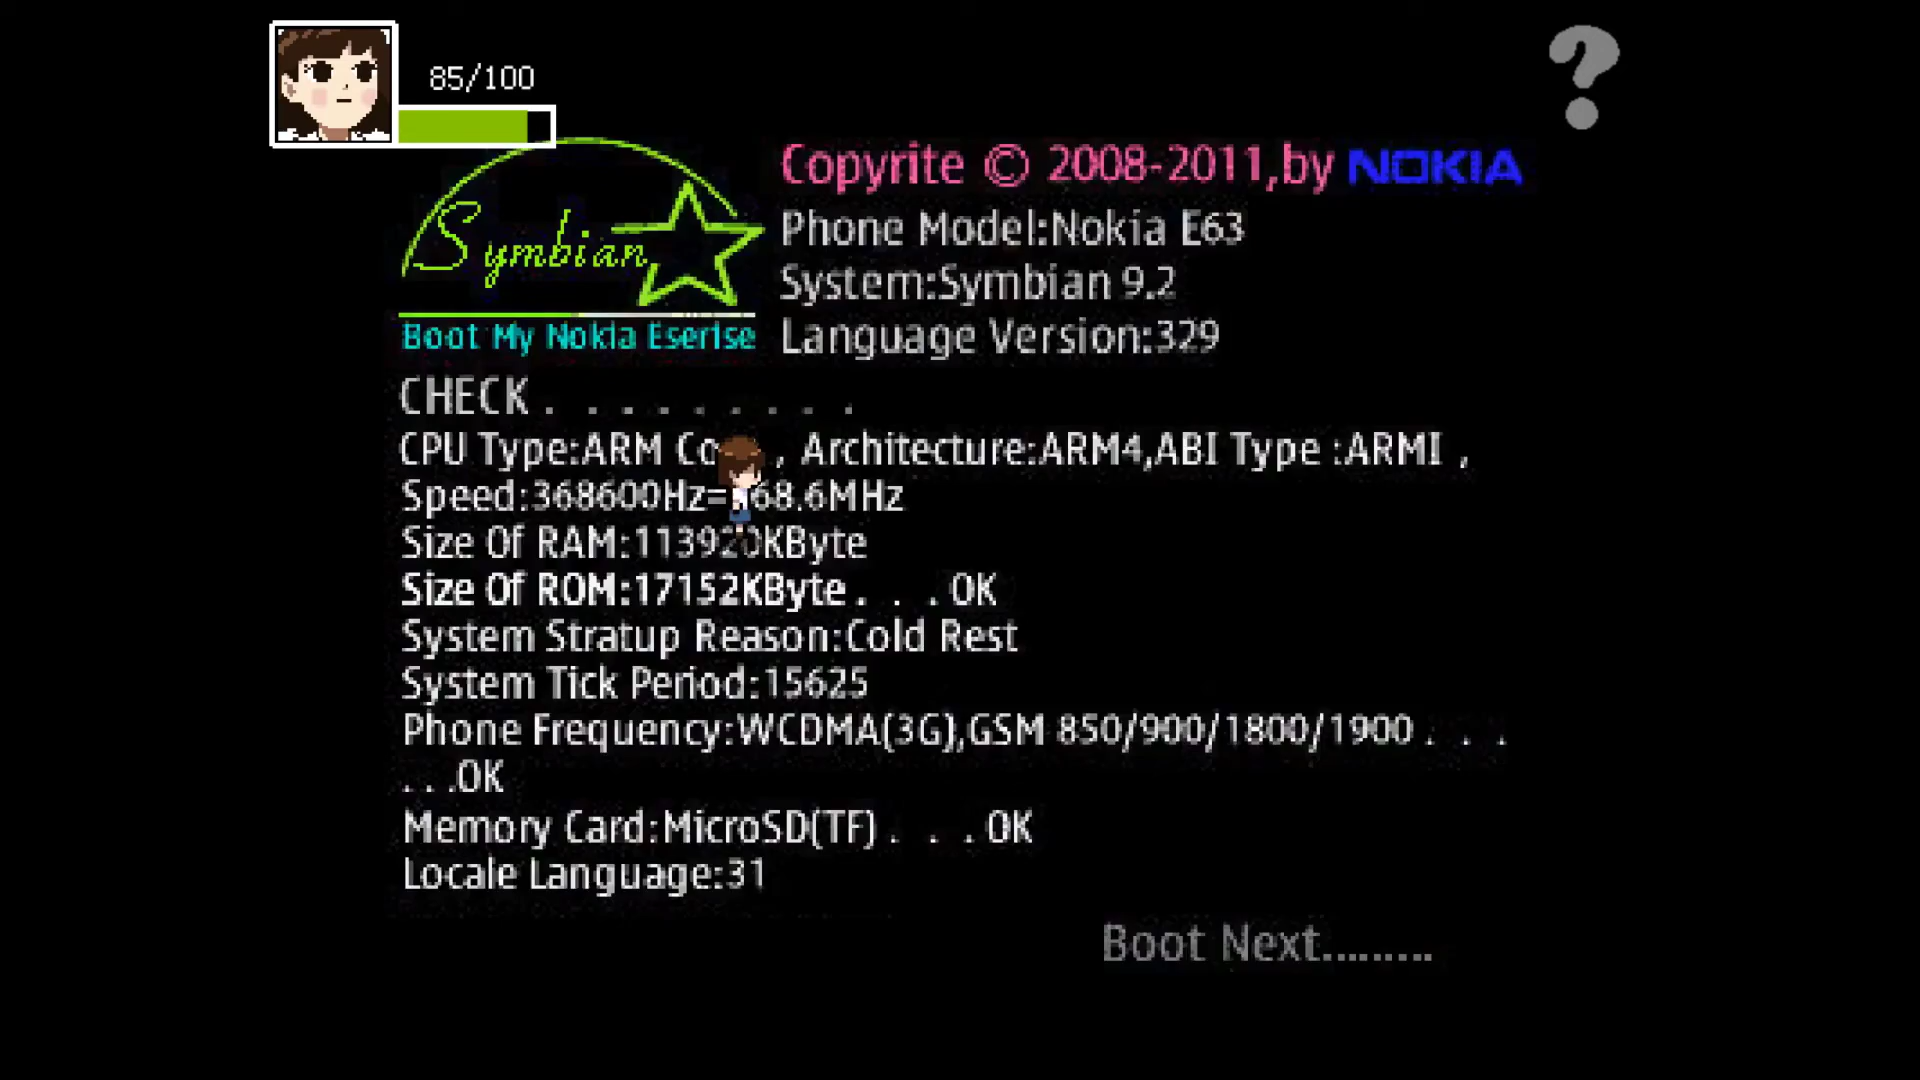 85/100
?
Copyrite © 2008-2011,by NOKIA
Symbian
Phone Model:Nokia E63
System:Symbian 9.2
Boot My Nokia Eserise
Language Version:329
CHECK . . . . . . . . .
CPU Type:ARM Co , Architecture:ARM4,ABI Type :ARMI ,
Speed:368600Hz= 68.6MHz
Size Of RAM:113920KByte
Size Of ROM:17152KByte . . . OK
System Stratup Reason:Cold Rest
System Tick Period:15625
Phone Frequency:WCDMA(3G),GSM 850/900/1800/1900 . . .
. . .OK
Memory Card:MicroSD(TF) . . . OK
Locale Language:31
Boot Next.........